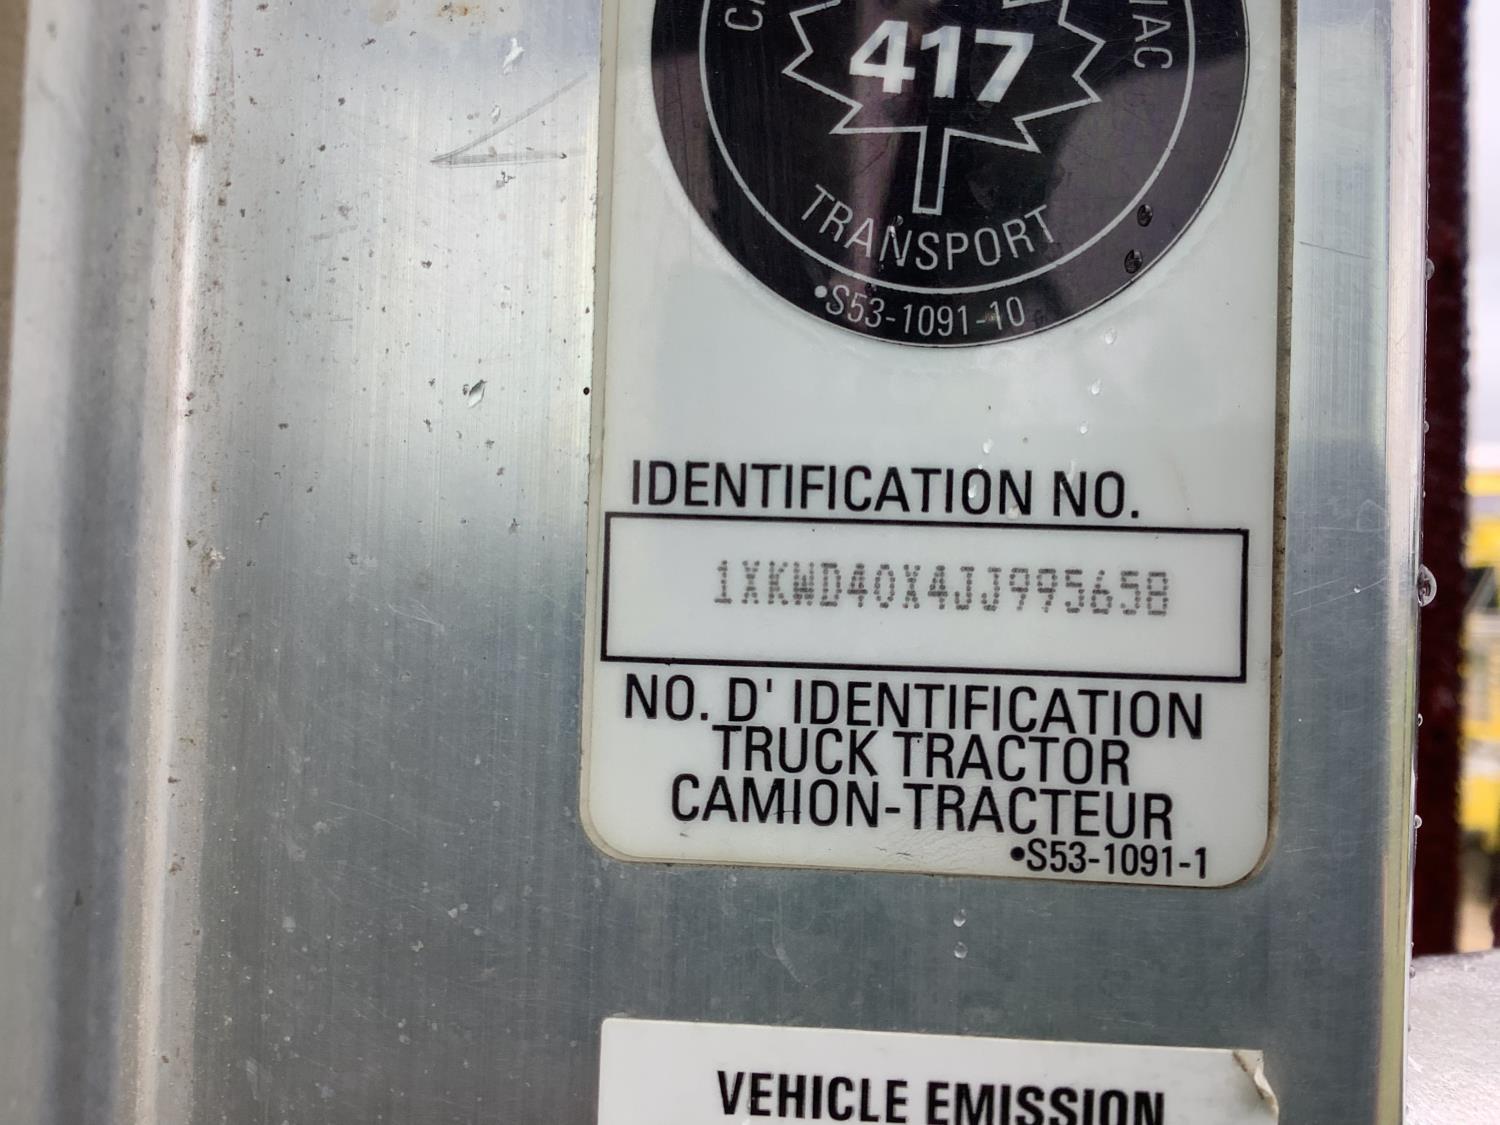 417
TRANSPORT
•S53-1091-10
IDENTIFICATION NO.
1XKWD40X4JJ995658
NO. D' IDENTIFICATION
TRUCK TRACTOR
CAMION-TRACTEUR
•S53-1091-1
VEHICLE EMISSION